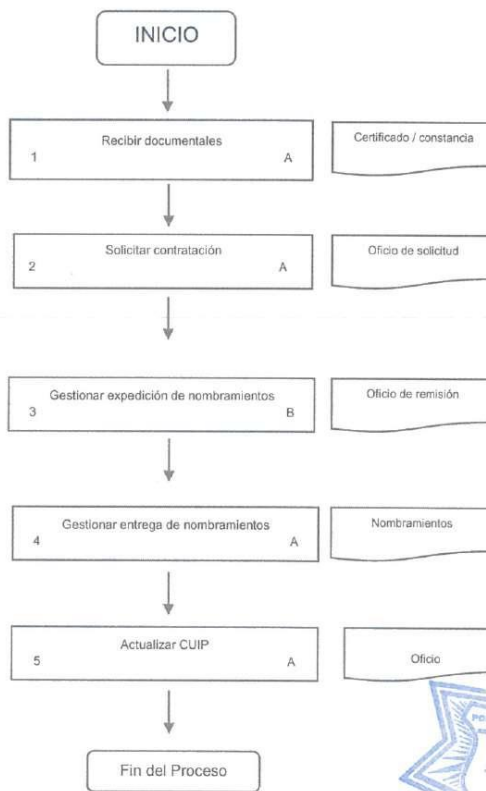 INICIO
Recibir documentales
1 A
Certificado / constancia
Solicitar contratación
2 A
Oficio de solicitud
Gestionar expedición de nombramientos
3 B
Oficio de remisión
Gestionar entrega de nombramientos
4 A
Nombramientos
Actualizar CUIP
5 A
Oficio
Fin del Proceso